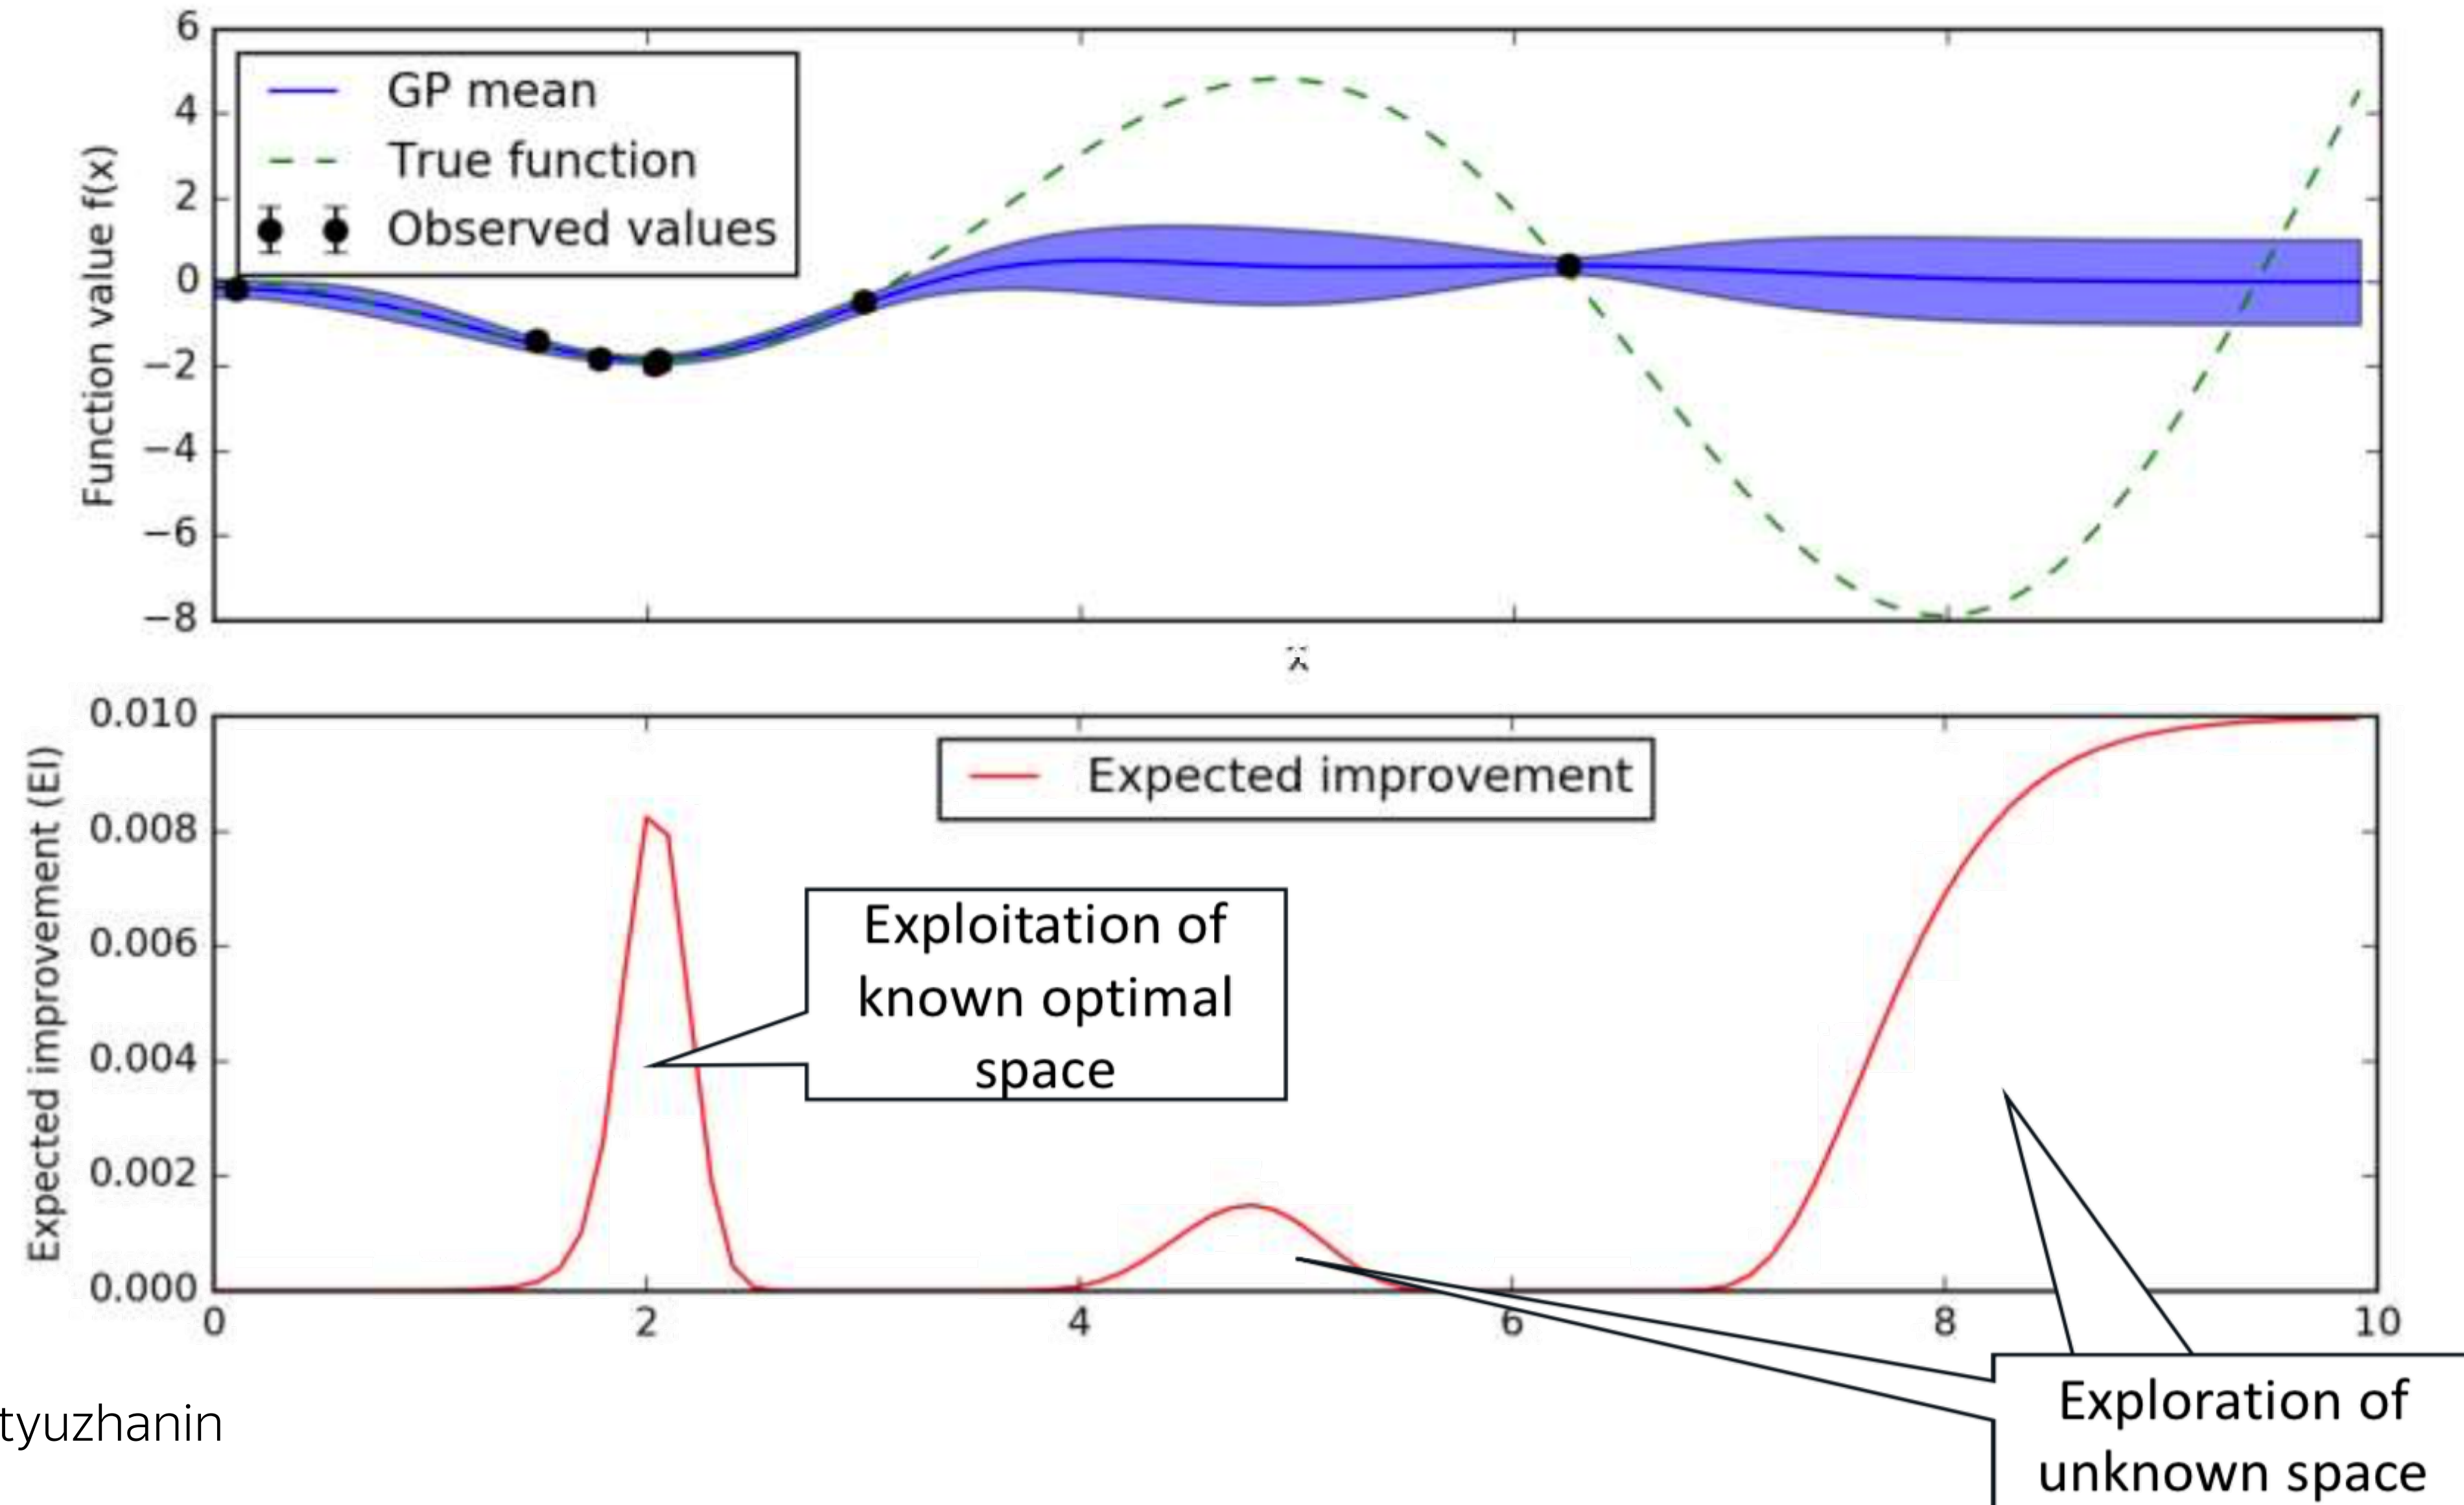 6
4
2
0
−2
−4
−6
−8
Function value f(x)
GP mean
True function
Observed values
x
0.010
0.008
0.006
0.004
0.002
0.000
Expected improvement (EI)
Expected improvement
Exploitation of
known optimal
space
0 2 4 6 8 10
Exploration of
unknown space
tyuzhanin